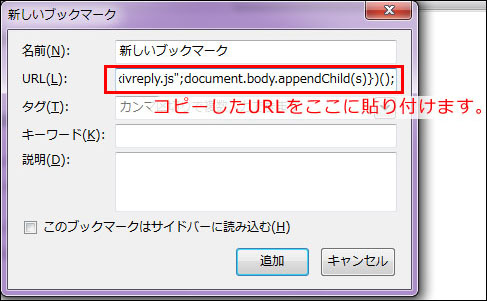 新しいブックマーク
名前(N):
新しいブックマーク
URL(L):
ivreply.js";document.body.appendChild(s)})();
タグ(T):
コピーしたURLをここに貼り付けます。
キーワード(K):
説明(D):
このブックマークはサイドバーに読み込む(H)
追加
キャンセル